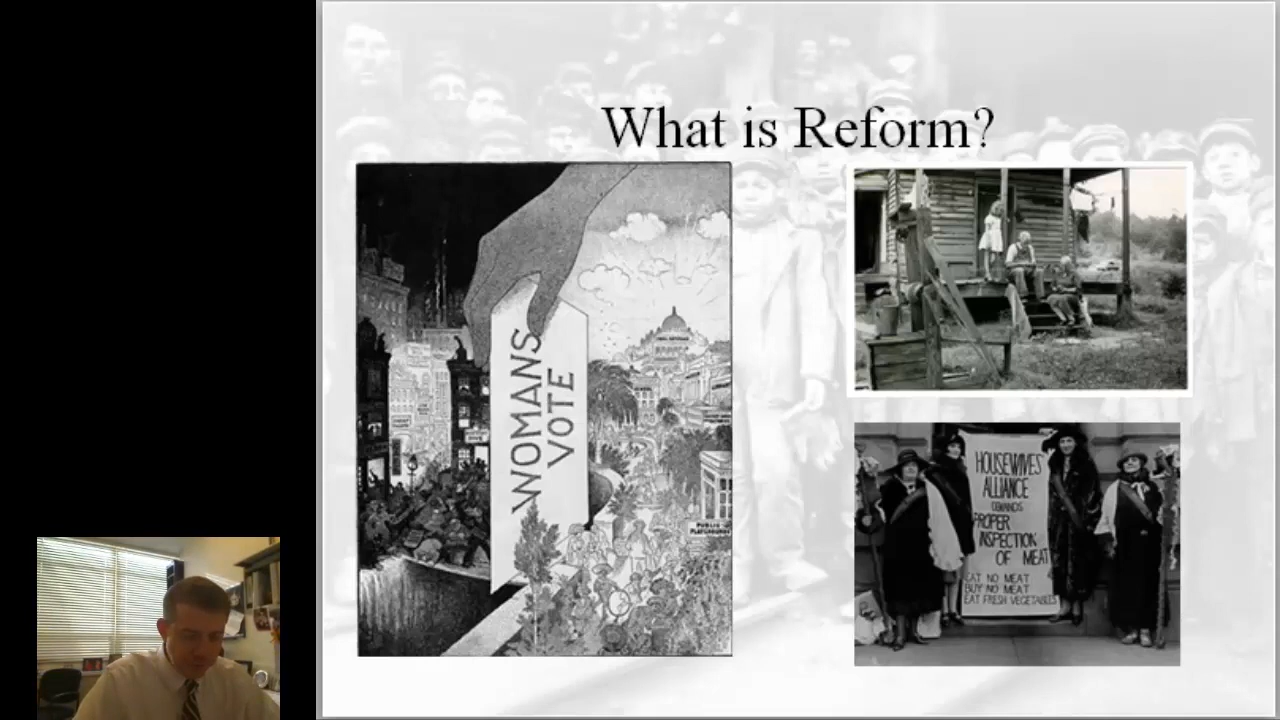 What is Reform?
WOMANS
VOTE
PUBLIC
PLAYGROUND
HOUSEWIVES
ALLIANCE
DEMANDS
PROPER
INSPECTION
OF MEAT
EAT NO MEAT
BUY NO MEAT
EAT FRESH VEGETABLES